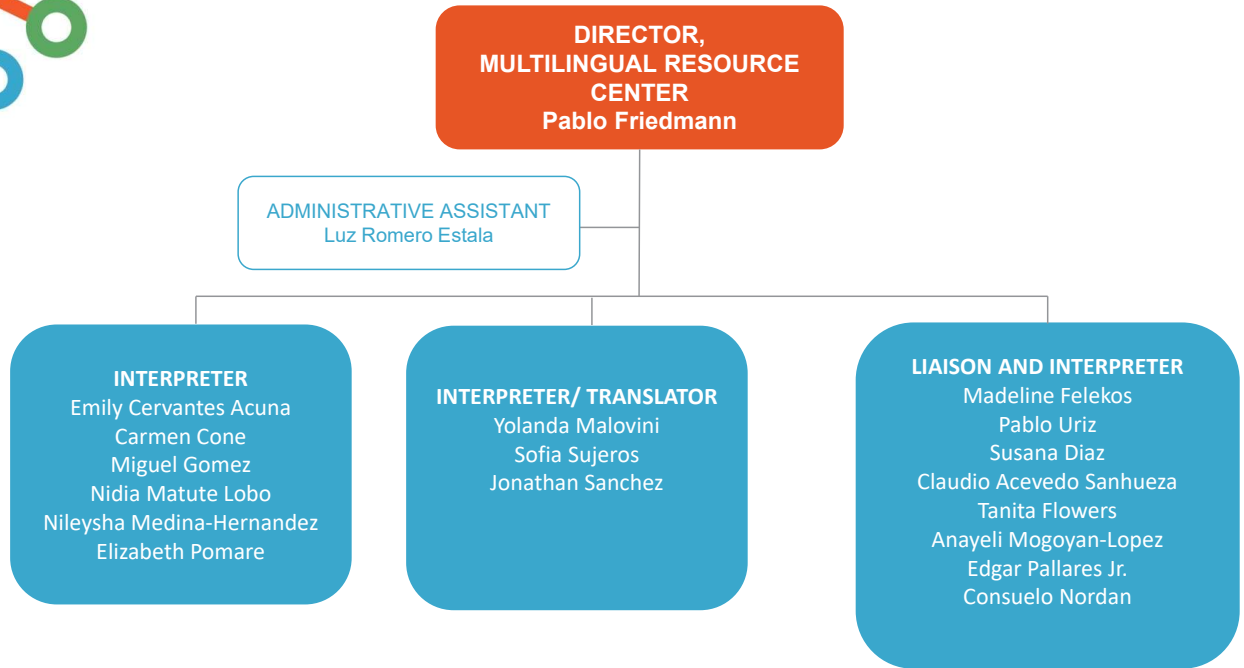 DIRECTOR,
MULTILINGUAL RESOURCE
CENTER
Pablo Friedmann
ADMINISTRATIVE ASSISTANT
Luz Romero Estala
INTERPRETER
Emily Cervantes Acuna
Carmen Cone
Miguel Gomez
Nidia Matute Lobo
Nileysha Medina-Hernandez
Elizabeth Pomare
INTERPRETER/ TRANSLATOR
Yolanda Malovini
Sofia Sujeros
Jonathan Sanchez
LIAISON AND INTERPRETER
Madeline Felekos
Pablo Uriz
Susana Diaz
Claudio Acevedo Sanhueza
Tanita Flowers
Anayeli Mogoyan-Lopez
Edgar Pallares Jr.
Consuelo Nordan